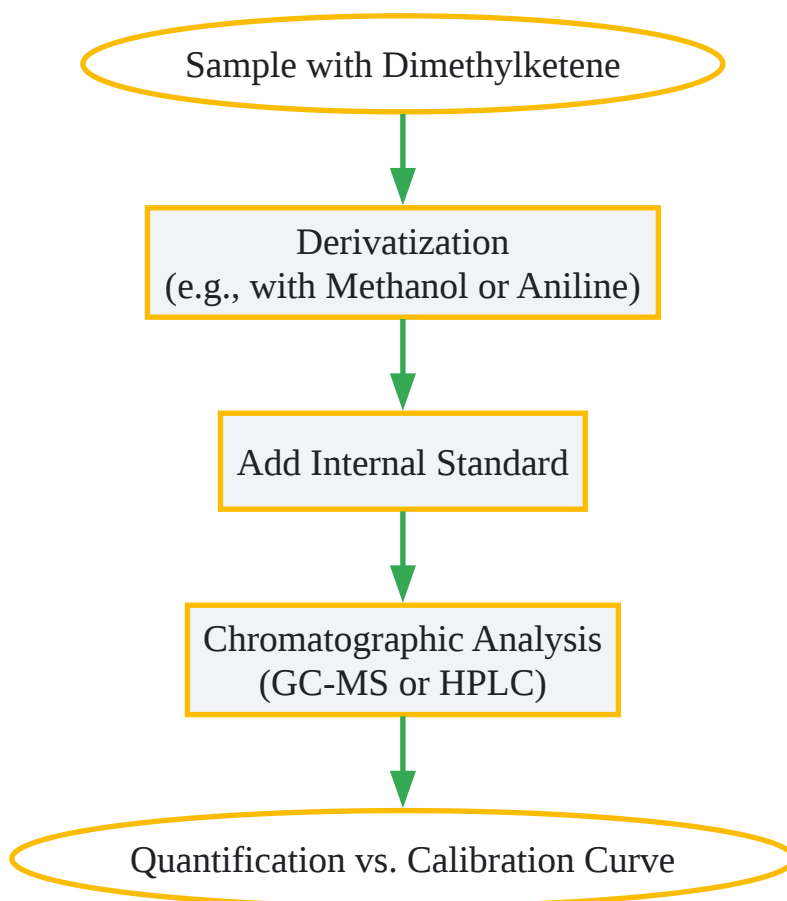 Sample with Dimethylketene
Derivatization
(e.g., with Methanol or Aniline)
Add Internal Standard
Chromatographic Analysis
(GC-MS or HPLC)
Quantification vs. Calibration Curve